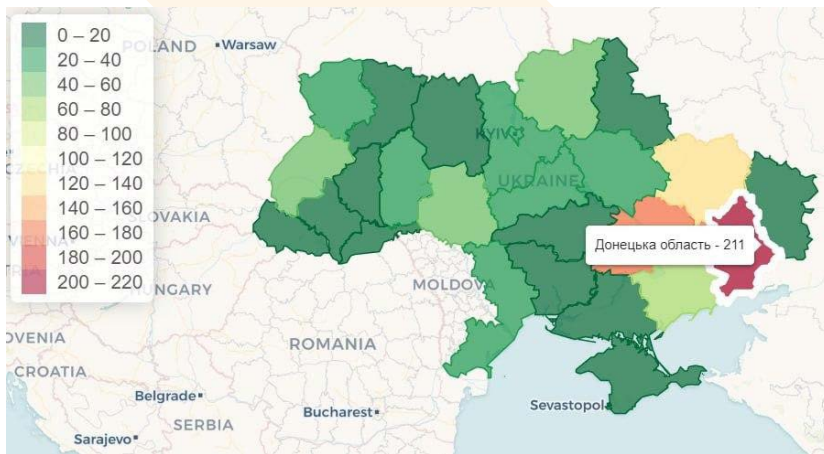 0 – 20
20 – 40
40 – 60
60 – 80
80 – 100
100 – 120
120 – 140
140 – 160
160 – 180
180 – 200
200 – 220
POLAND
Warsaw
KYIV
UKRAINE
SLOVAKIA
Донецька область - 211
HUNGARY
MOLDOVA
ROMANIA
CROATIA
Belgrade
Bucharest
Sevastopol
SERBIA
Sarajevo